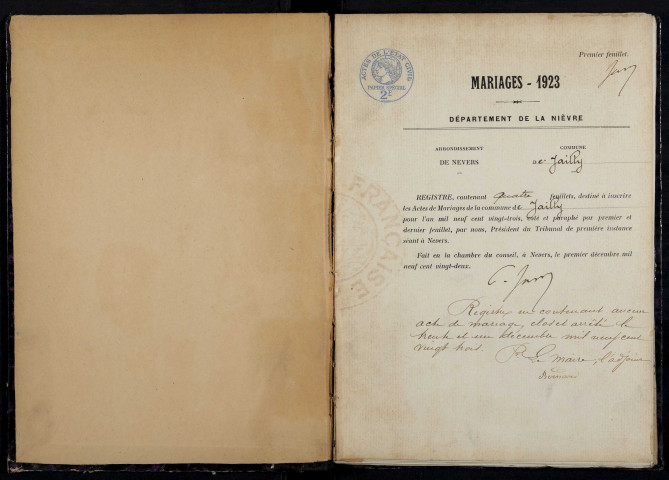 Premier feuillet.
ACTES DE L'ÉTAT CIVIL
PAPIER SPÉCIAL
2F
MARIAGES - 1923
DÉPARTEMENT DE LA NIÈVRE
ARRONDISSEMENT
DE NEVERS
COMMUNE
de Jailly
REGISTRE, contenant quatre feuillets, destiné à inscrire
les Actes de Mariages de la commune de Jailly
pour l'an mil neuf cent vingt-trois, coté et paraphé par premier et
dernier feuillet, par nous, Président du Tribunal de première instance
séant à Nevers.
Fait en la chambre du conseil, à Nevers, le premier décembre mil
neuf cent vingt-deux.
Registre ne contenant aucun
acte de mariage, clos et arrêté le
trente et un décembre mil neuf cent
vingt trois.
Le Maire, l'adjoint
FRANÇAISE